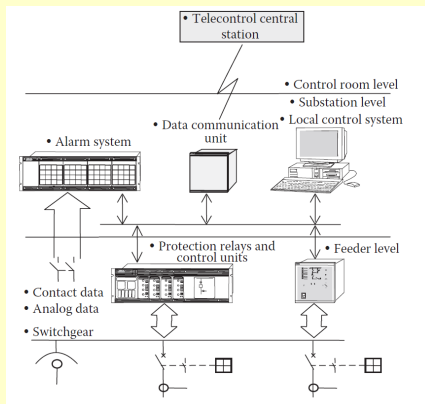 • Telecontrol central
station
• Control room level
• Substation level
• Local control system
• Data communication
unit
• Alarm system
• Protection relays and
control units
• Feeder level
• Contact data
• Analog data
• Switchgear